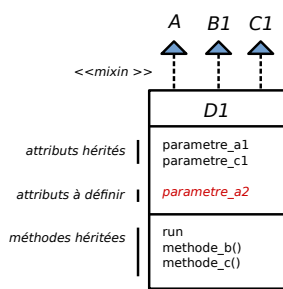 A B1 C1
<<mixin >>
D1
attributs hérités
parametre_a1
parametre_c1
attributs à définir
parametre_a2
méthodes héritées
run
methode_b()
methode_c()